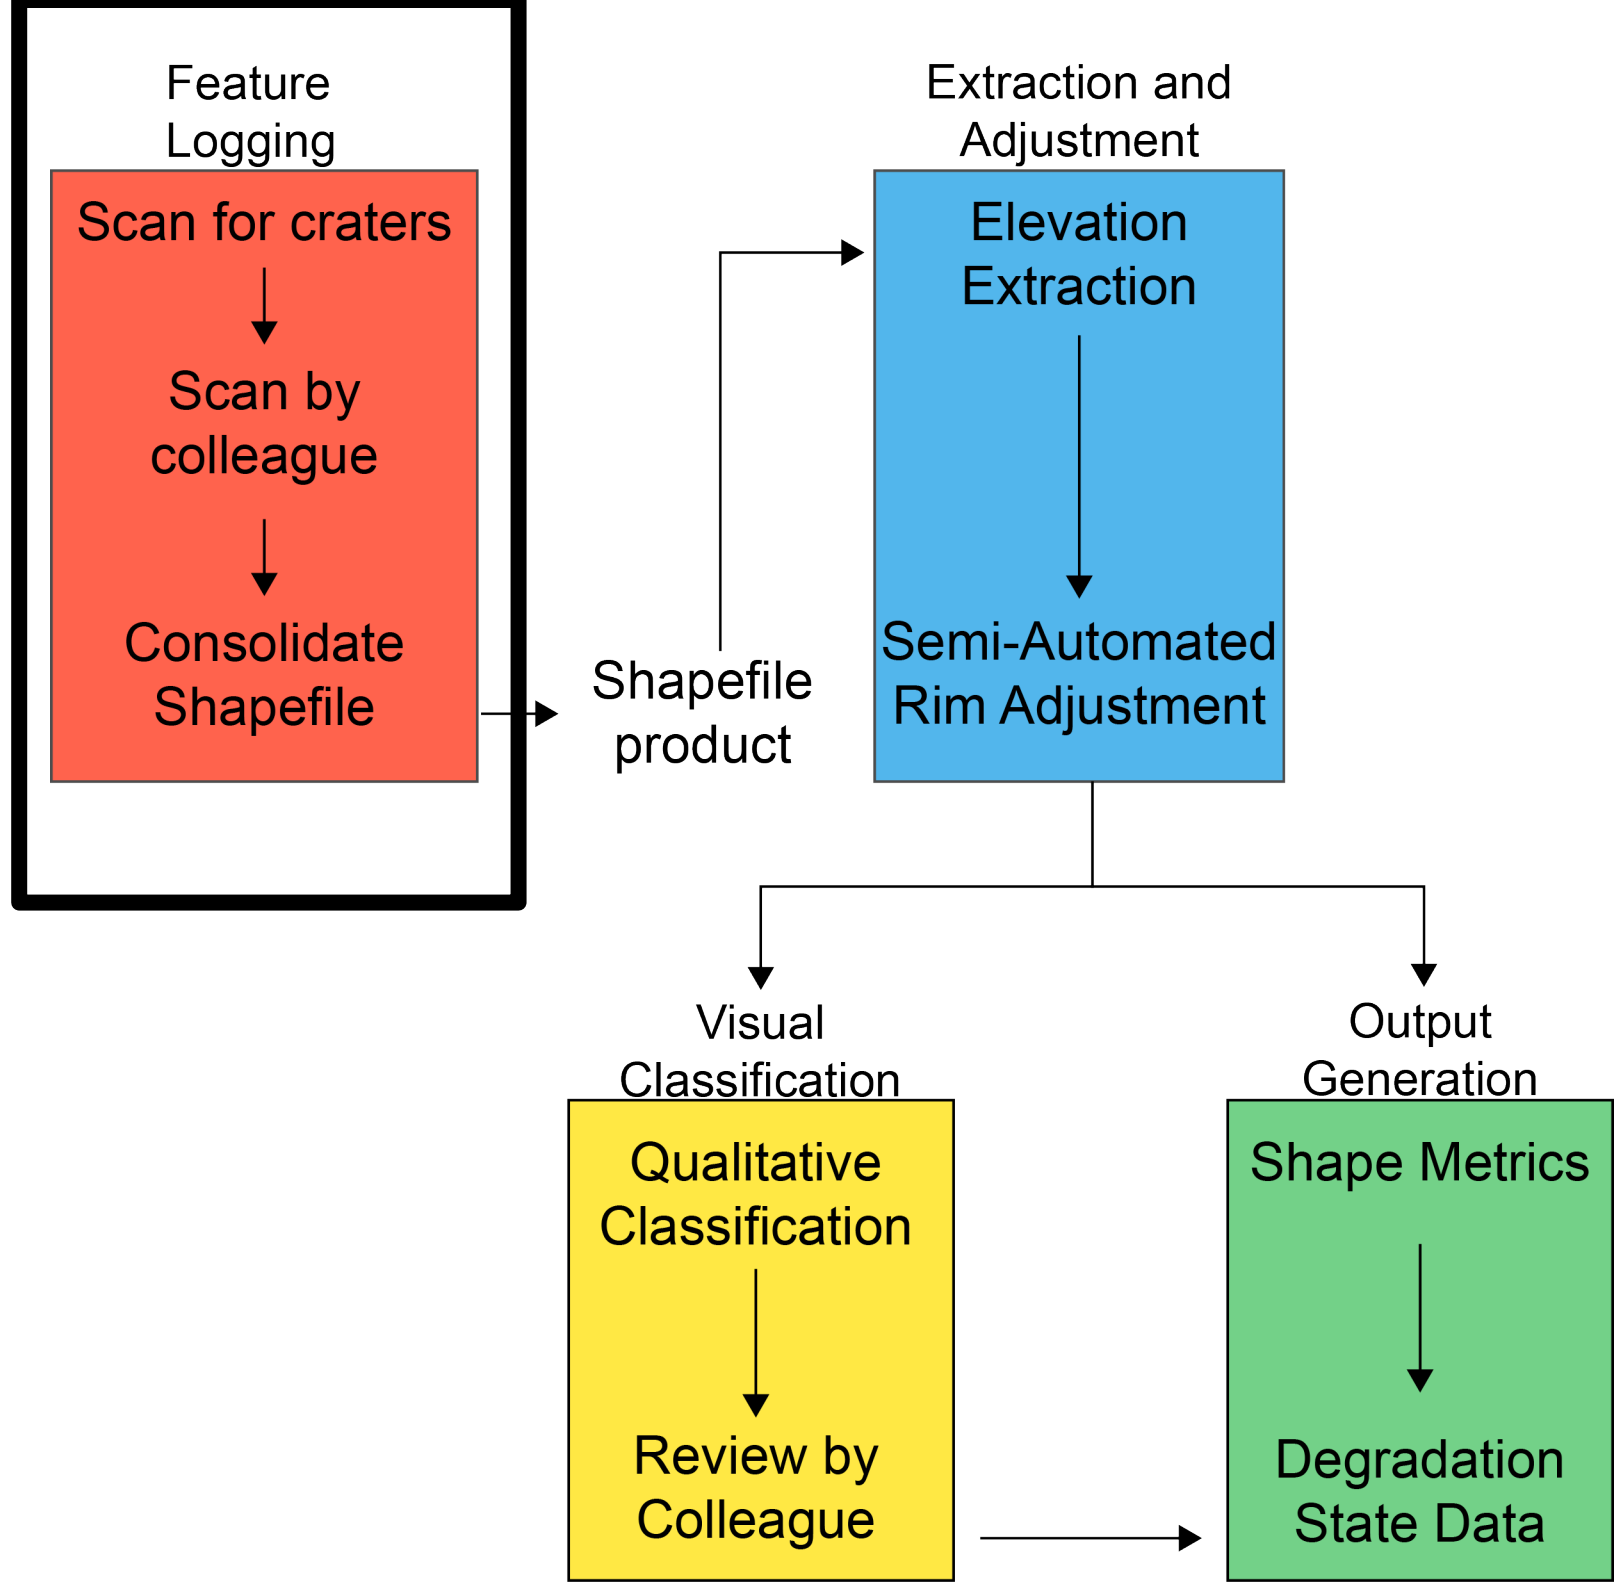 Feature
Logging
Scan for craters
Scan by
colleague
Consolidate
Shapefile
Shapefile
product
Extraction and
Adjustment
Elevation
Extraction
Semi-Automated
Rim Adjustment
Visual
Classification
Qualitative
Classification
Review by
Colleague
Output
Generation
Shape Metrics
Degradation
State Data